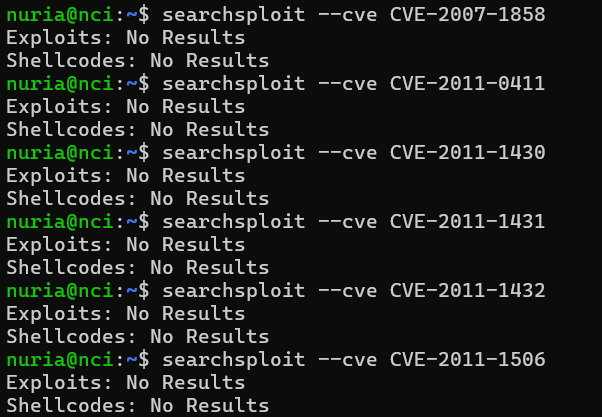 nuria@nci:~$ searchsploit --cve CVE-2007-1858
Exploits: No Results
Shellcodes: No Results
nuria@nci:~$ searchsploit --cve CVE-2011-0411
Exploits: No Results
Shellcodes: No Results
nuria@nci:~$ searchsploit --cve CVE-2011-1430
Exploits: No Results
Shellcodes: No Results
nuria@nci:~$ searchsploit --cve CVE-2011-1431
Exploits: No Results
Shellcodes: No Results
nuria@nci:~$ searchsploit --cve CVE-2011-1432
Exploits: No Results
Shellcodes: No Results
nuria@nci:~$ searchsploit --cve CVE-2011-1506
Exploits: No Results
Shellcodes: No Results